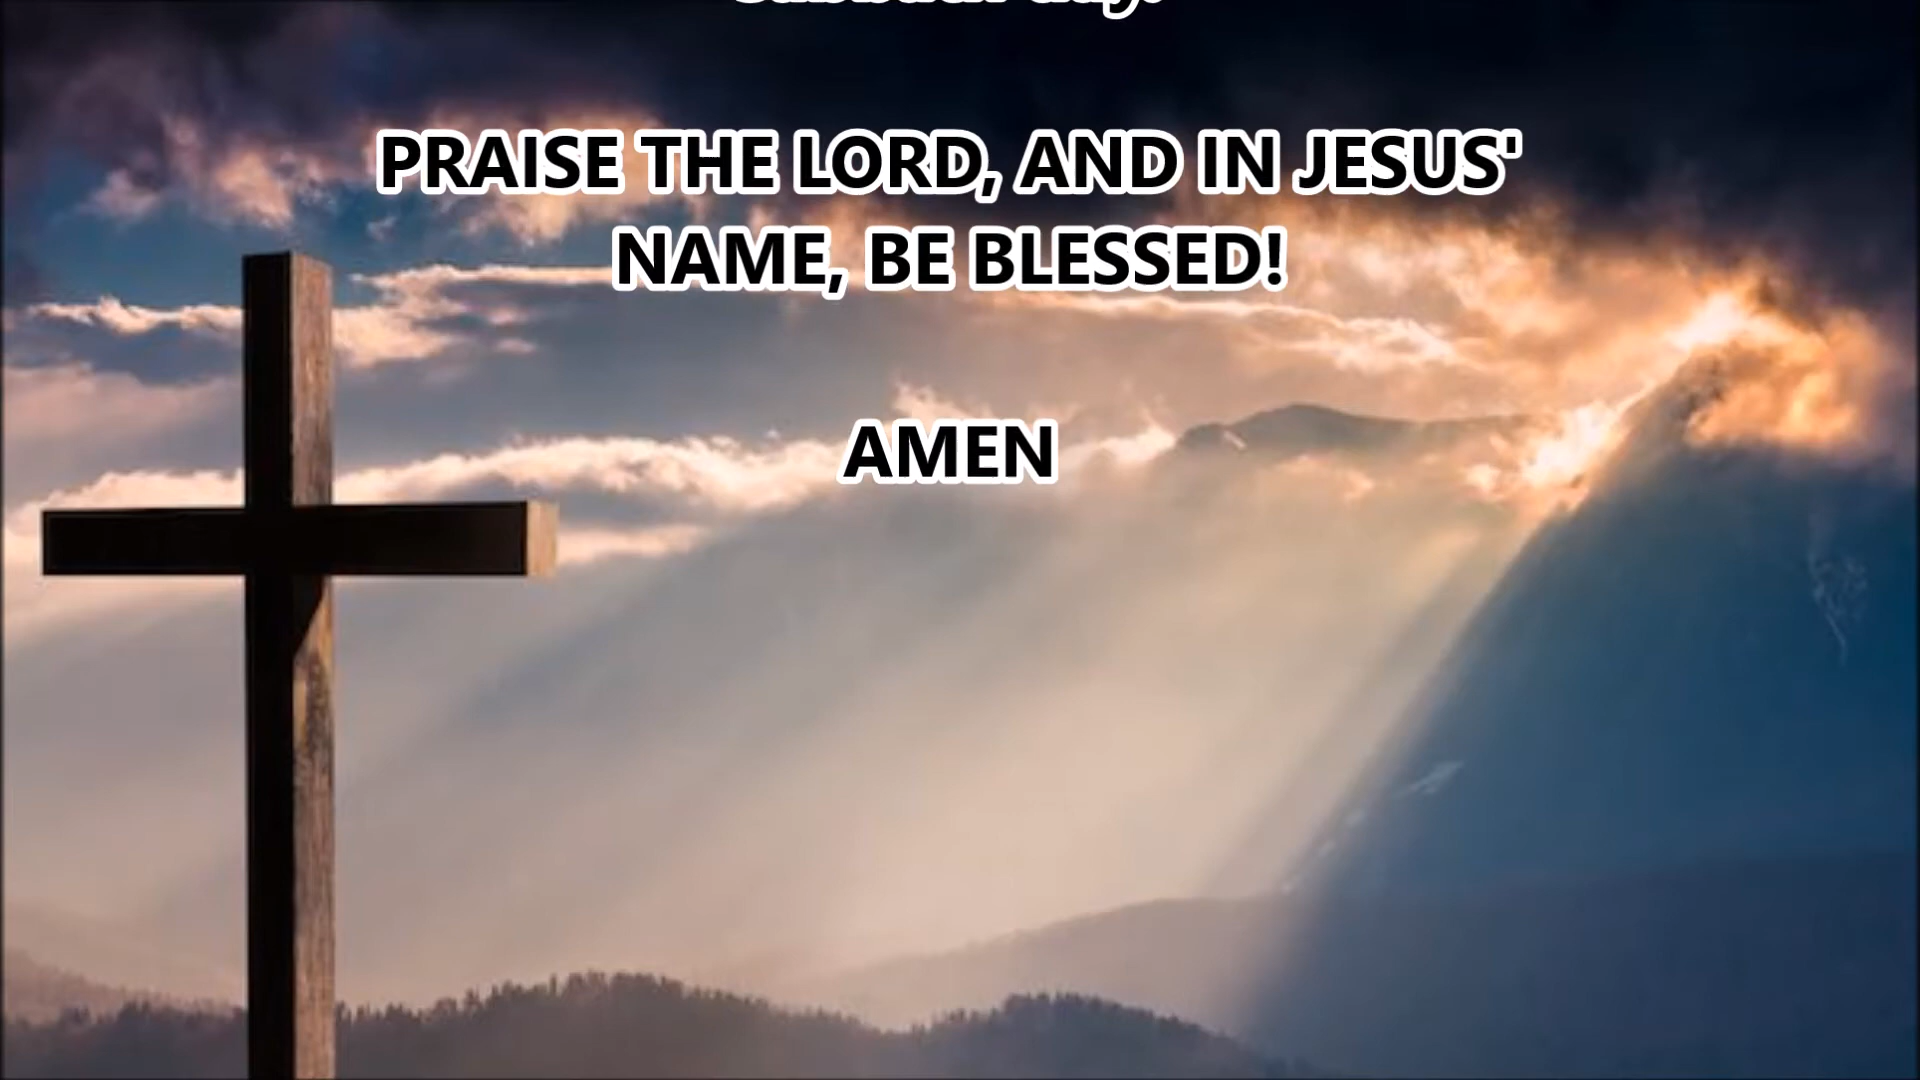 PRAISE THE LORD, AND IN JESUS'
NAME, BE BLESSED!
AMEN